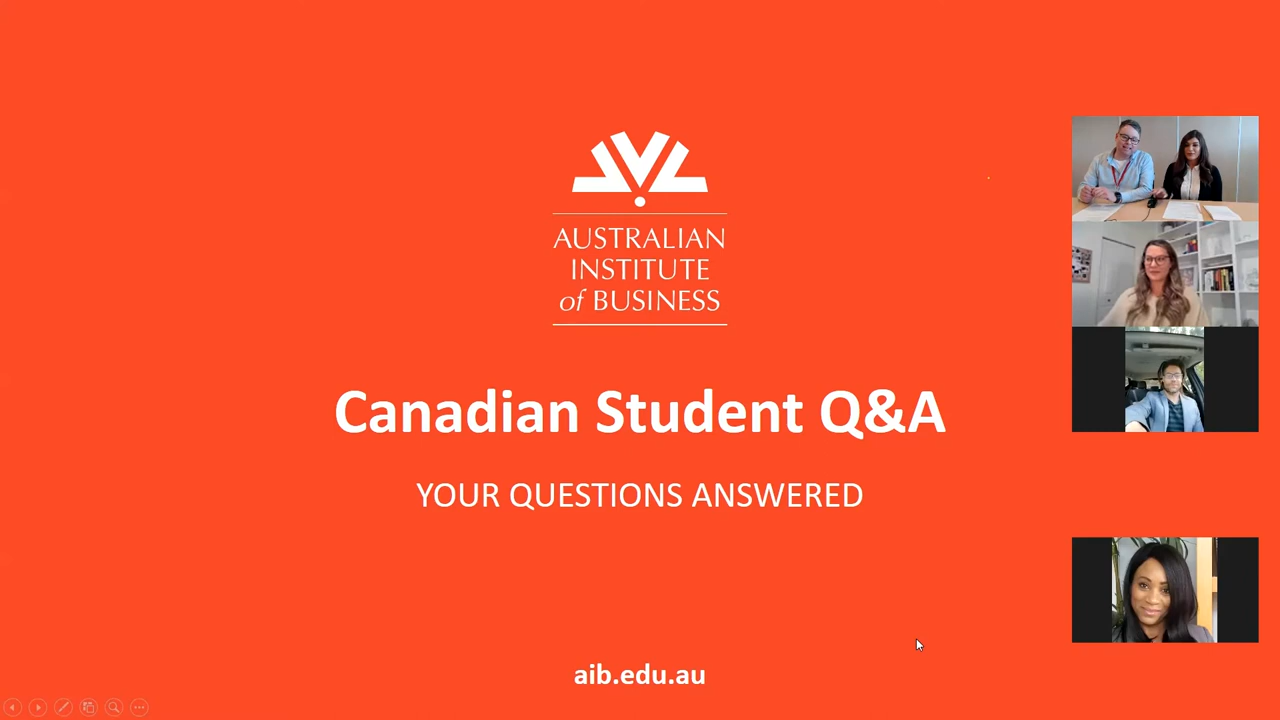 AUSTRALIAN
INSTITUTE
of BUSINESS
Canadian Student Q&A
YOUR QUESTIONS ANSWERED
aib.edu.au